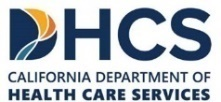 DHCS
CALIFORNIA DEPARTMENT OF
HEALTH CARE SERVICES